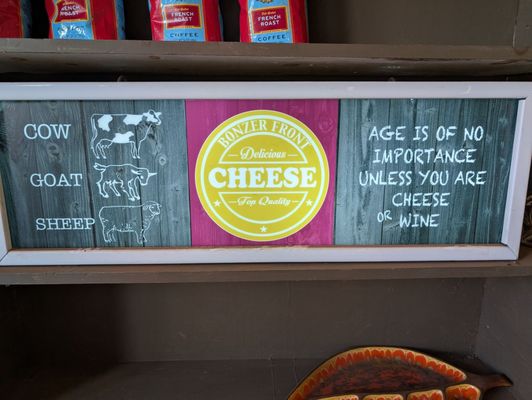 FRENCH ROAST
COFFEE
FRENCH ROAST
COFFEE
COW
GOAT
SHEEP
BONZER FRONT
Delicious
CHEESE
Top Quality
AGE IS OF NO
IMPORTANCE
UNLESS YOU ARE
CHEESE
OR WINE